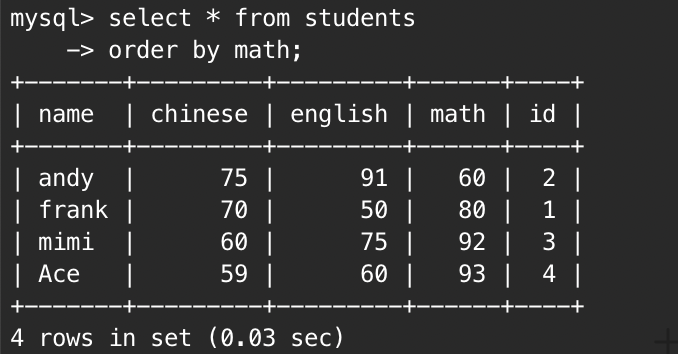 mysql> select * from students
    -> order by math;
+-------+---------+---------+------+----+
| name  | chinese | english | math | id |
+-------+---------+---------+------+----+
| andy  |      75 |      91 |   60 |  2 |
| frank |      70 |      50 |   80 |  1 |
| mimi  |      60 |      75 |   92 |  3 |
| Ace   |      59 |      60 |   93 |  4 |
+-------+---------+---------+------+----+
4 rows in set (0.03 sec)